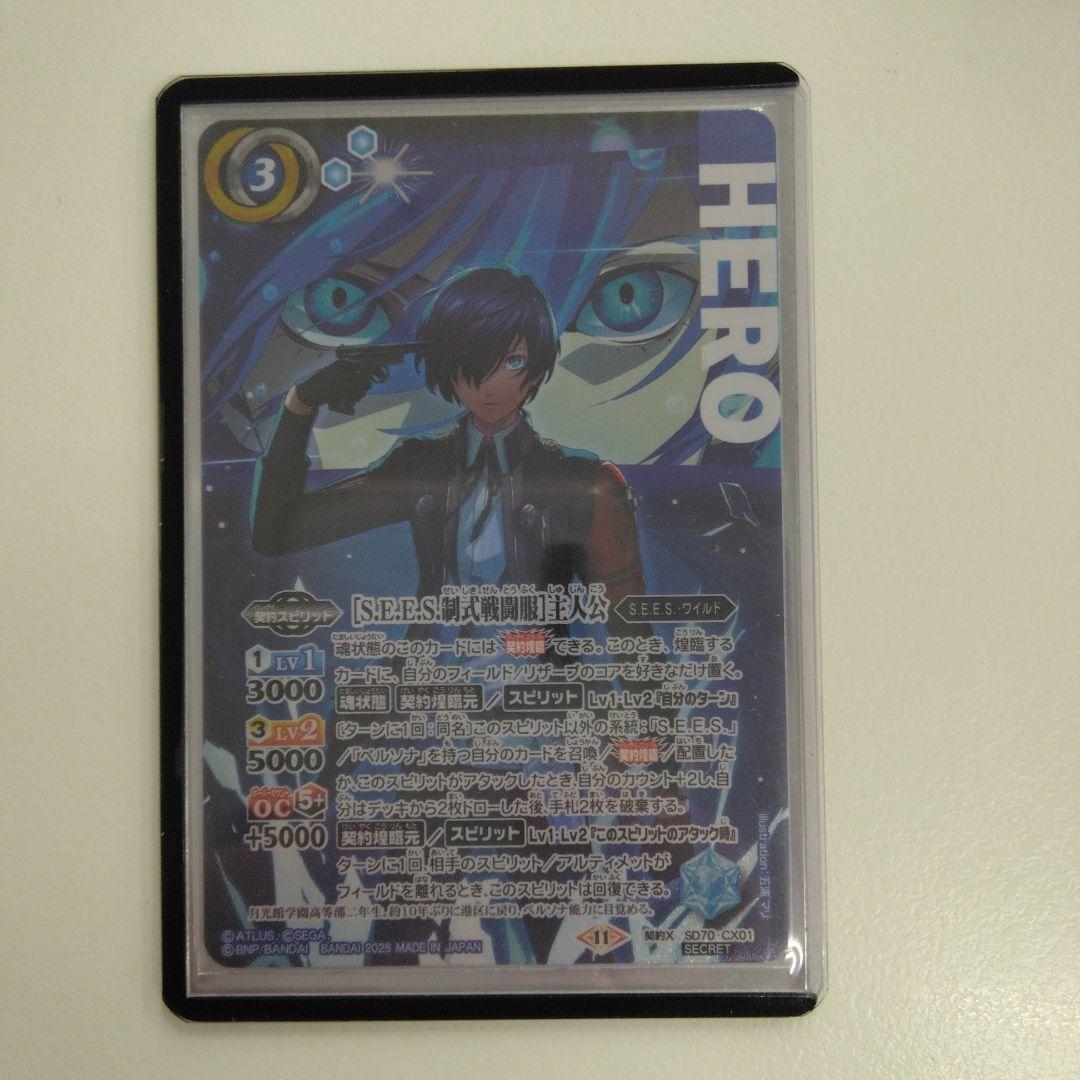 3
HERO
契約スピリット
[S.E.E.S.制式戦闘服]主人公
せいしきせんとうふく しゅじんこう
S.E.E.S.・ワイルド
魂状態のこのカードには契約煌臨できる。このとき、煌臨する
カードに、自分のフィールド/リザーブのコアを好きなだけ置く。
魂状態 契約煌臨元/スピリット Lv1・Lv2『自分のターン』
[ターンに1回:同名]このスピリット以外の系統:「S.E.E.S.」
/「ペルソナ」を持つ自分のカードを召喚/契約煌臨/配置した
か、このスピリットがアタックしたとき、自分のカウント+2し、自
分はデッキから2枚ドローした後、手札2枚を破棄する。
契約煌臨元/スピリット Lv1・Lv2『このスピリットのアタック時』
ターンに1回、相手のスピリット/アルティメットが
フィールドを離れるとき、このスピリットは回復できる。
1 LV1
3000
3 LV2
5000
OC 5+
+5000
月光館学園高等部二年生。約10年ぶりに港区に戻り、ペルソナ能力に目覚める。
©ATLUS. ©SEGA.
©BNP/BANDAI BANDAI 2025 MADE IN JAPAN
11
契約X SD70-CX01
SECRET